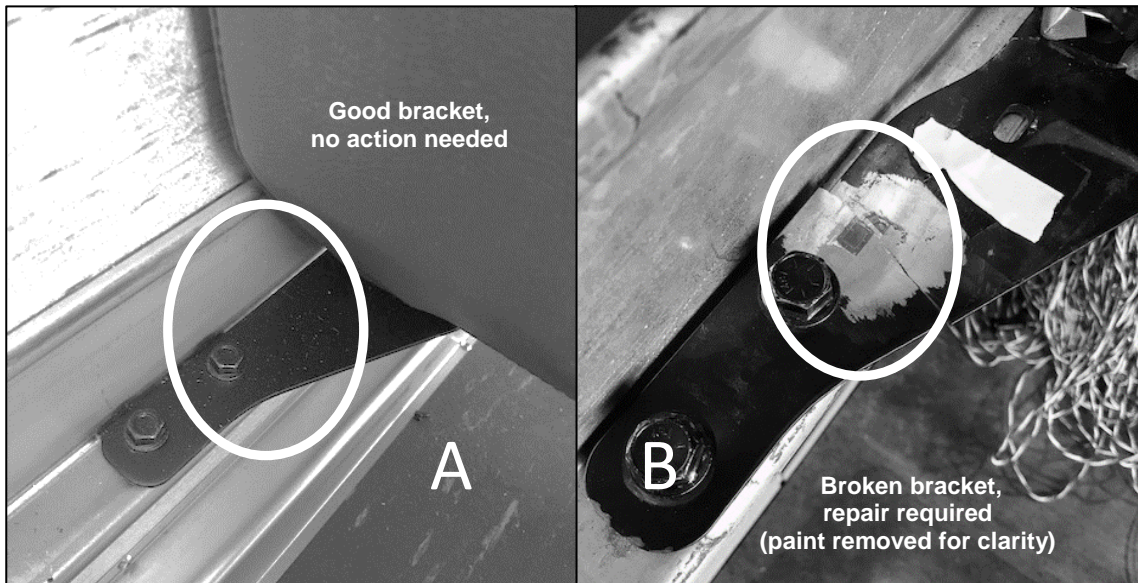 Good bracket,
no action needed
A
B
Broken bracket,
repair required
(paint removed for clarity)